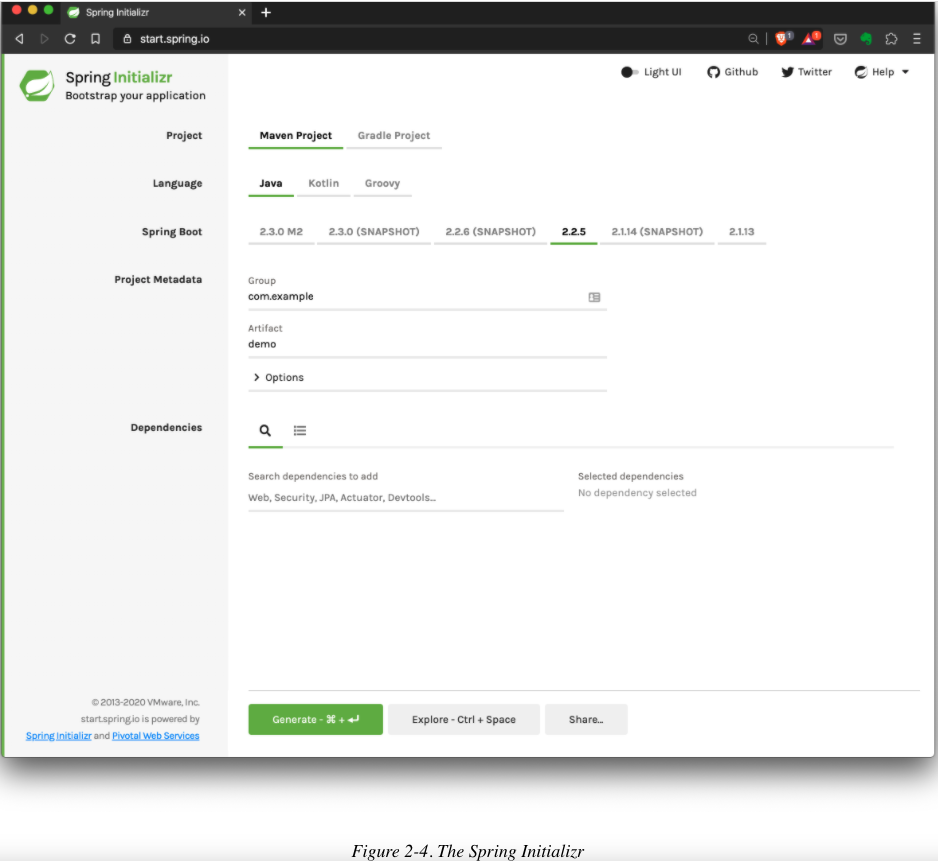 Spring Initializr
start.spring.io
1
1
Spring Initializr
Bootstrap your application
Light UI
Github
Twitter
Help
Project
Maven Project
Gradle Project
Language
Java
Kotlin
Groovy
Spring Boot
2.3.0 M2
2.3.0 (SNAPSHOT)
2.2.6 (SNAPSHOT)
2.2.5
2.1.14 (SNAPSHOT)
2.1.13
Project Metadata
Group
com.example
Artifact
demo
Options
Dependencies
Search dependencies to add
Web, Security, JPA, Actuator, Devtools...
Selected dependencies
No dependency selected
© 2013-2020 VMware, Inc.
start.spring.io is powered by
Spring Initializr and Pivotal Web Services
Generate - ⌘ + ↵
Explore - Ctrl + Space
Share...
Figure 2-4. The Spring Initializr